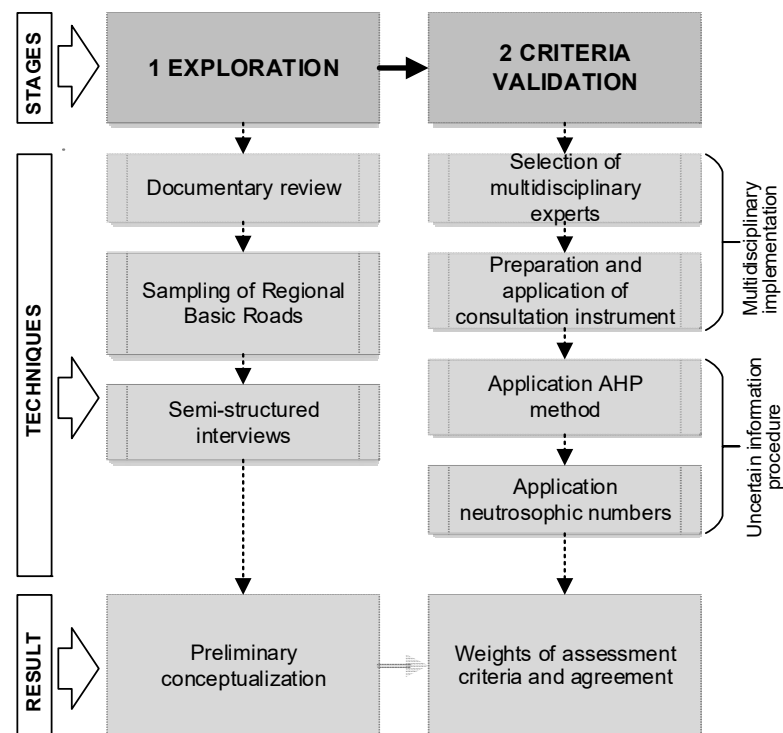 STAGES
1 EXPLORATION
2 CRITERIA
VALIDATION
TECHNIQUES
Documentary review
Sampling of Regional
Basic Roads
Semi-structured
interviews
Selection of
multidisciplinary
experts
Preparation and
application of
consultation instrument
Multidisciplinary
implementation
Application AHP
method
Application
neutrosophic numbers
Uncertain information
procedure
RESULT
Preliminary
conceptualization
Weights of assessment
criteria and agreement